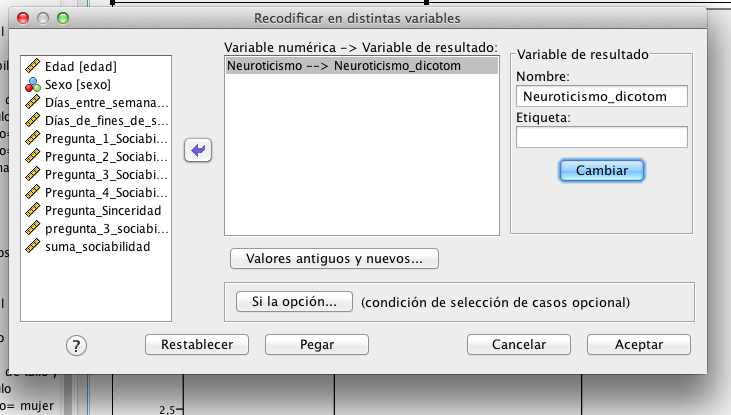 Recodificar en distintas variables
Edad [edad]
Sexo [sexo]
Días_entre_semana...
Días_de_fines_de_s...
Pregunta_1_Sociabi...
Pregunta_2_Sociabi...
Pregunta_3_Sociabi...
Pregunta_4_Sociabi...
Pregunta_Sinceridad
pregunta_3_sociabi...
suma_sociabilidad
Variable numérica -> Variable de resultado:
Neuroticismo --> Neuroticismo_dicotom
Variable de resultado
Nombre:
Neuroticismo_dicotom
Etiqueta:
Cambiar
Valores antiguos y nuevos...
Si la opción...
(condición de selección de casos opcional)
?
Restablecer
Pegar
Cancelar
Aceptar
o= mujer
2,5